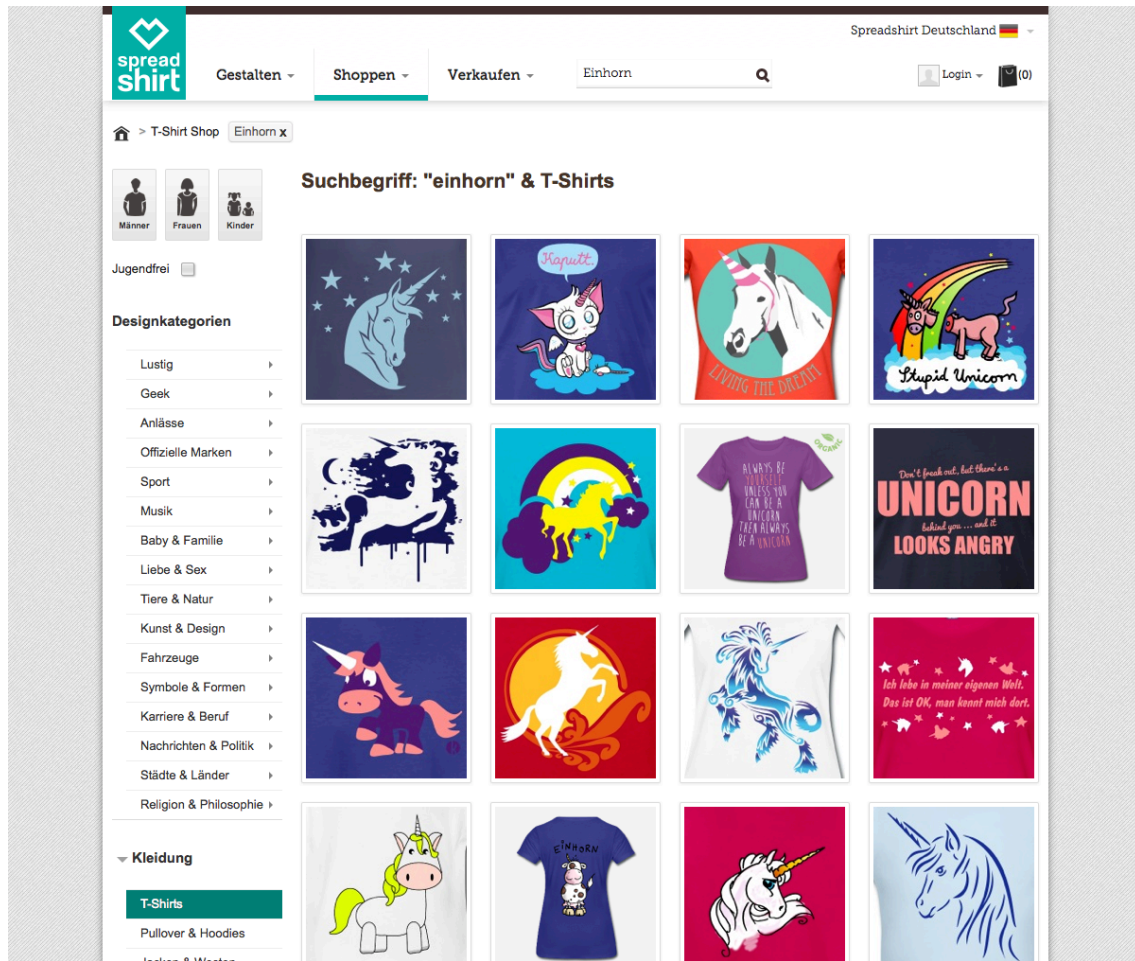 Spreadshirt Deutschland
spread
shirt
Gestalten
Shoppen
Verkaufen
Einhorn
Login
(0)
> T-Shirt Shop
Einhorn x
Männer
Frauen
Kinder
Suchbegriff: "einhorn" & T-Shirts
Jugendfrei
Designkategorien
Lustig
Geek
Anlässe
Offizielle Marken
Sport
Musik
Baby & Familie
Liebe & Sex
Tiere & Natur
Kunst & Design
Fahrzeuge
Symbole & Formen
Karriere & Beruf
Nachrichten & Politik
Städte & Länder
Religion & Philosophie
Kleidung
T-Shirts
Pullover & Hoodies
Jacken & Westen
Kaputt.
LIVING THE DREAM
Stupid Unicorn
ORGANIC
ALWAYS BE
YOURSELF
UNLESS YOU
CAN BE A
UNICORN
THEN ALWAYS
BE A UNICORN
Don't freak out, but there's a
UNICORN
behind you ... and it
LOOKS ANGRY
Ich lebe in meiner eigenen Welt.
Das ist OK, man kennt mich dort.
EINHORN